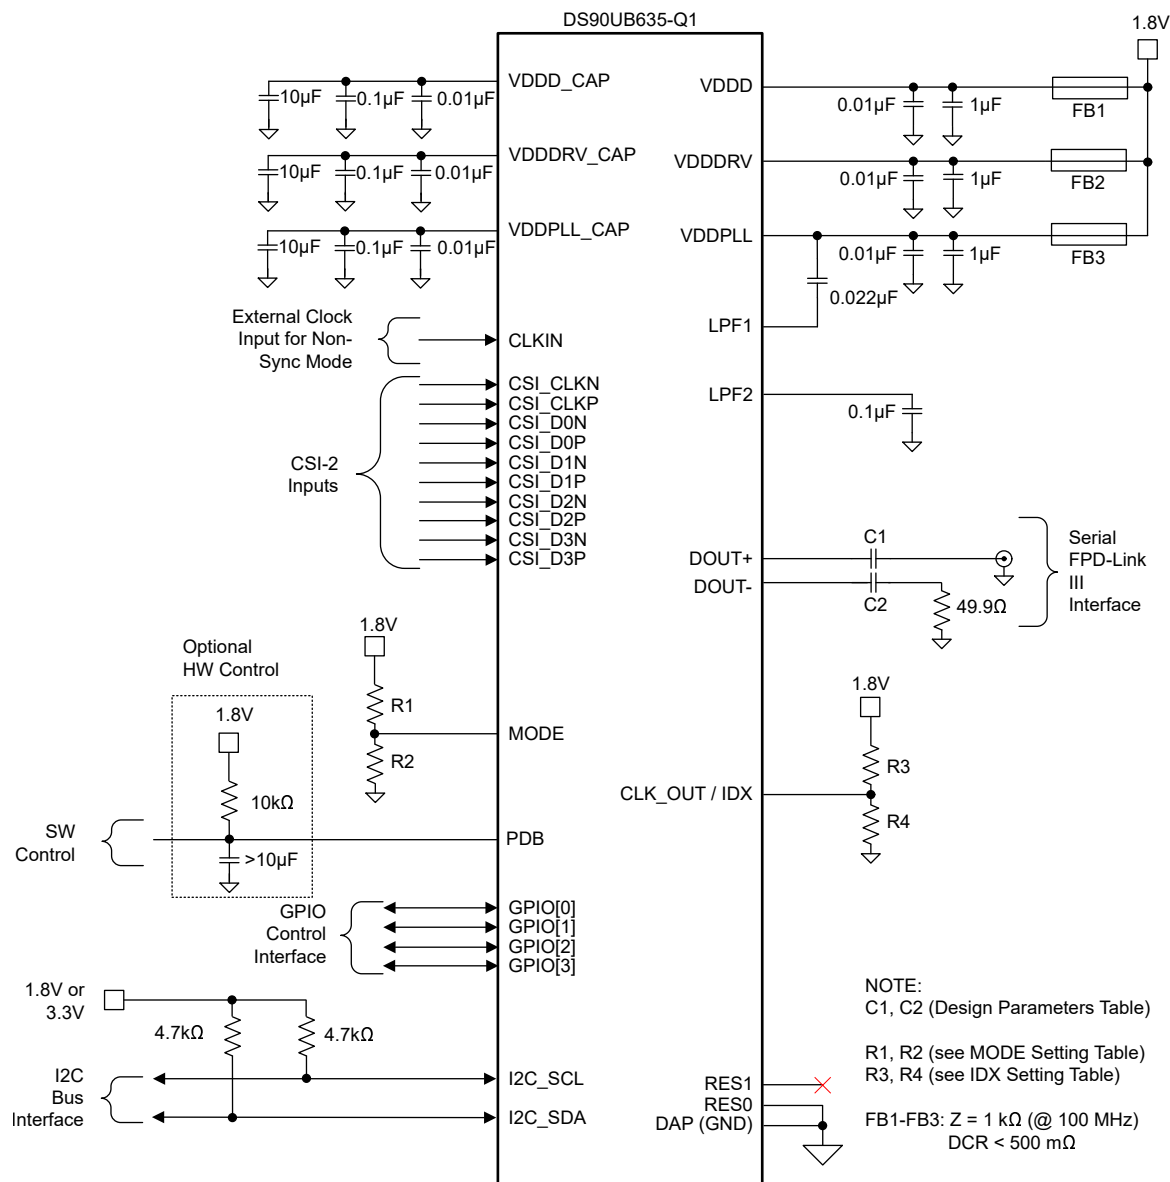 DS90UB635-Q1
1.8V
VDDD_CAP
10µF
0.1µF
0.01µF
VDDDRV_CAP
10µF
0.1µF
0.01µF
VDDPLL_CAP
10µF
0.1µF
0.01µF
External Clock
Input for Non-
Sync Mode
CLKIN
CSI-2
Inputs
CSI_CLKN
CSI_CLKP
CSI_D0N
CSI_D0P
CSI_D1N
CSI_D1P
CSI_D2N
CSI_D2P
CSI_D3N
CSI_D3P
1.8V
R1
R2
MODE
Optional
HW Control
1.8V
10kΩ
>10µF
SW
Control
PDB
GPIO
Control
Interface
GPIO[0]
GPIO[1]
GPIO[2]
GPIO[3]
1.8V or
3.3V
4.7kΩ
4.7kΩ
I2C
Bus
Interface
I2C_SCL
I2C_SDA
VDDD
0.01µF
1µF
FB1
VDDDRV
0.01µF
1µF
FB2
VDDPLL
0.01µF
1µF
FB3
0.022µF
LPF1
LPF2
0.1µF
DOUT+
DOUT-
C1
C2
49.9Ω
Serial
FPD-Link
III
Interface
1.8V
R3
R4
CLK_OUT / IDX
RES1
RES0
DAP (GND)
NOTE:
C1, C2 (Design Parameters Table)
R1, R2 (see MODE Setting Table)
R3, R4 (see IDX Setting Table)
FB1-FB3: Z = 1 kΩ (@ 100 MHz)
DCR < 500 mΩ